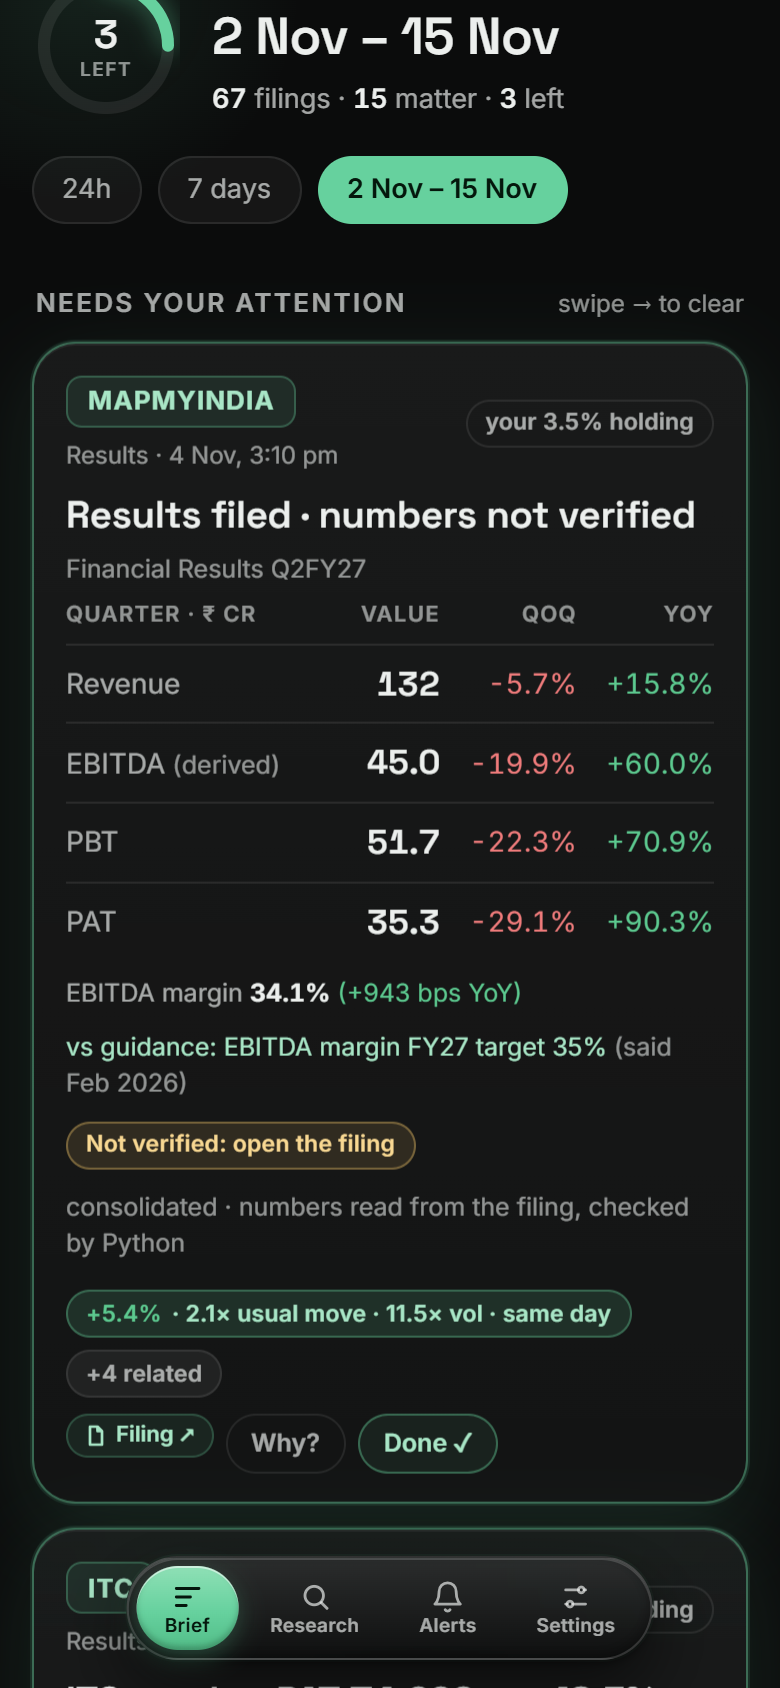 3
LEFT
2 Nov – 15 Nov
67 filings · 15 matter · 3 left
24h
7 days
2 Nov – 15 Nov
NEEDS YOUR ATTENTION
swipe → to clear
MAPMYINDIA
your 3.5% holding
Results · 4 Nov, 3:10 pm
Results filed · numbers not verified
Financial Results Q2FY27
QUARTER · ₹ CR VALUE QOQ YOY
Revenue 132 -5.7% +15.8%
EBITDA (derived) 45.0 -19.9% +60.0%
PBT 51.7 -22.3% +70.9%
PAT 35.3 -29.1% +90.3%
EBITDA margin 34.1% (+943 bps YoY)
vs guidance: EBITDA margin FY27 target 35% (said
Feb 2026)
Not verified: open the filing
consolidated · numbers read from the filing, checked
by Python
+5.4% · 2.1× usual move · 11.5× vol · same day
+4 related
Filing ↗
Why?
Done ✓
ITC
Results
Brief
Research
Alerts
Settings